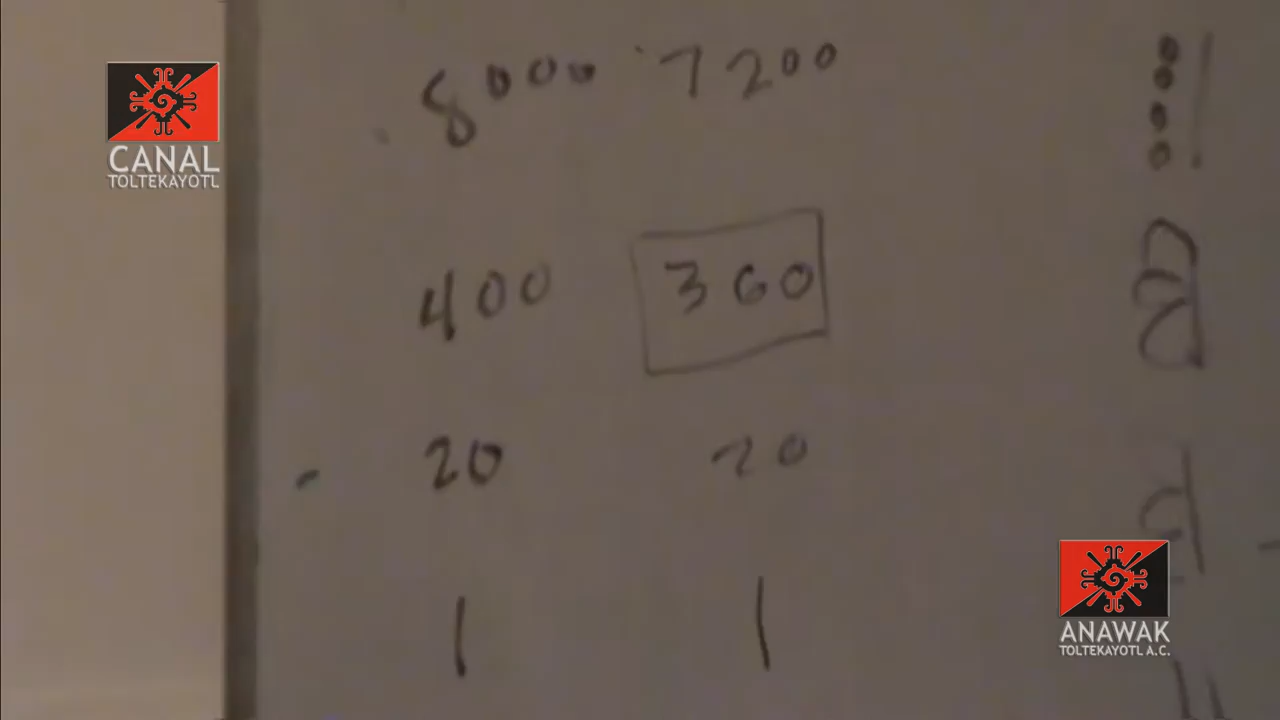 CANAL
TOLTEKAYOTL
8000 7200
400 360
20 20
1 1
ANAWAK
TOLTEKAYOTL A.C.